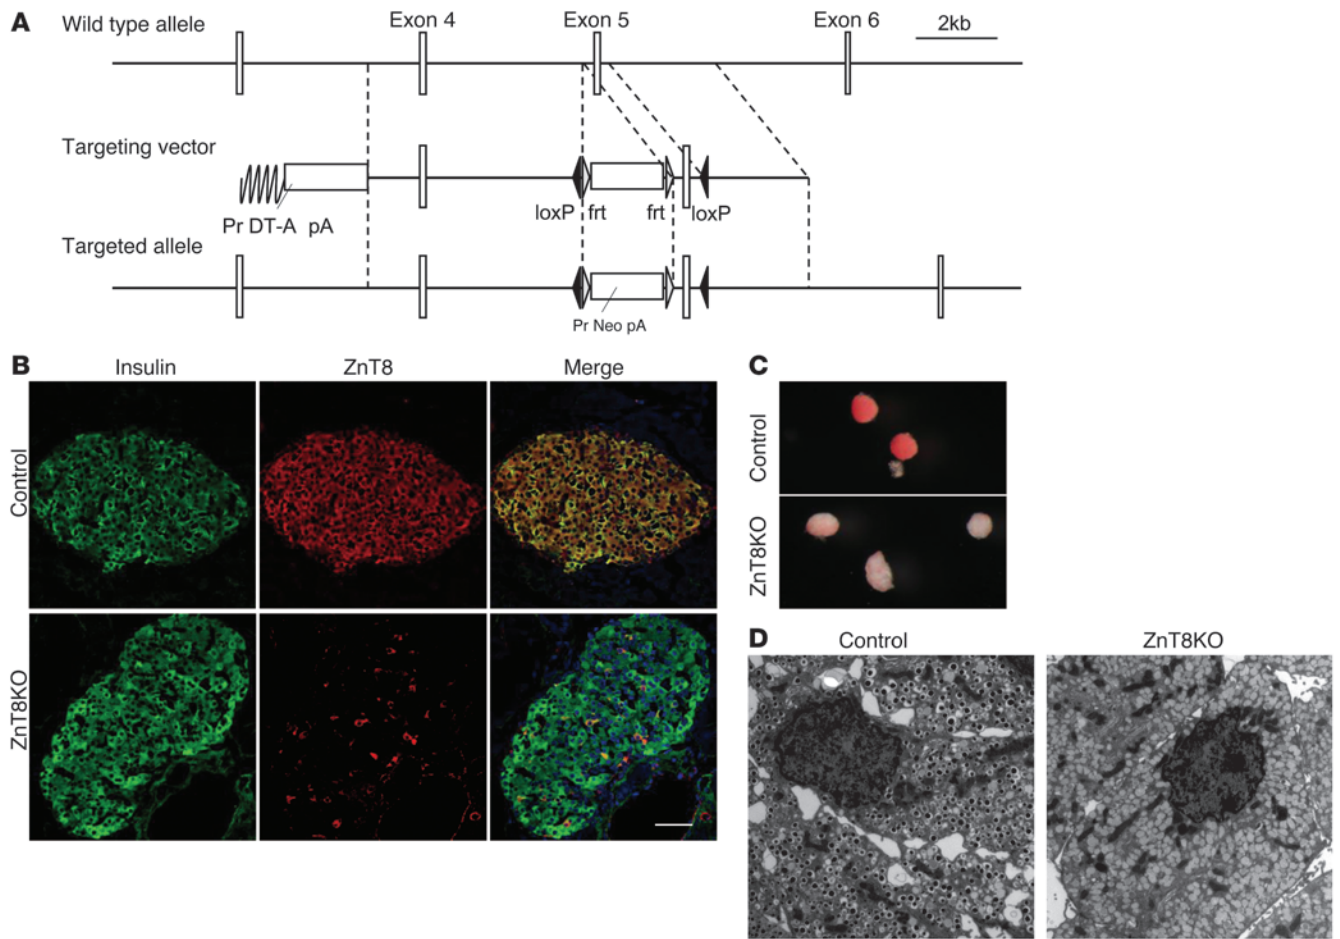 A
Wild type allele
Exon 4
Exon 5
Exon 6
2kb
Targeting vector
loxP frt frt loxP
Pr DT-A pA
Targeted allele
Pr Neo pA
B
Insulin
ZnT8
Merge
Control
ZnT8KO
C
Control
ZnT8KO
D
Control
ZnT8KO